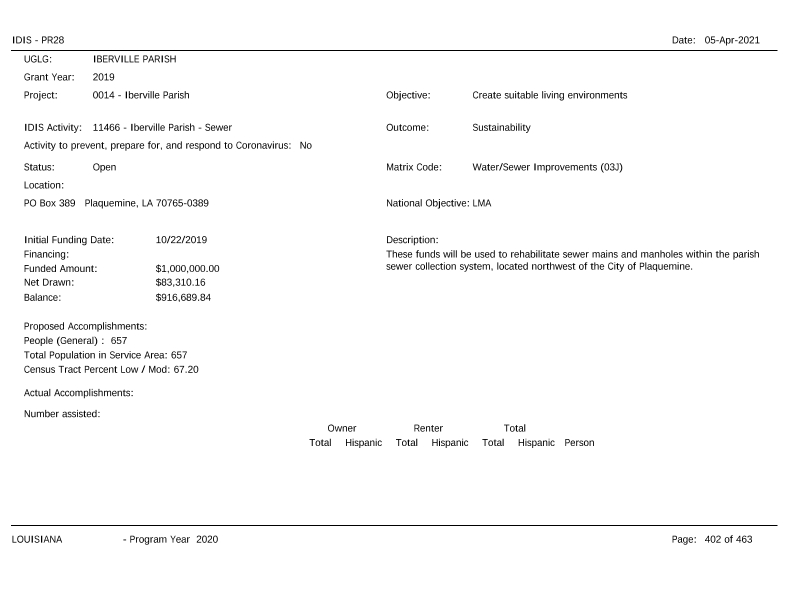 IDIS - PR28 Date: 05-Apr-2021
UGLG: IBERVILLE PARISH
Grant Year: 2019
Project: 0014 - Iberville Parish Objective: Create suitable living environments
IDIS Activity: 11466 - Iberville Parish - Sewer Outcome: Sustainability
Activity to prevent, prepare for, and respond to Coronavirus: No
Status: Open Matrix Code: Water/Sewer Improvements (03J)
Location:
PO Box 389 Plaquemine, LA 70765-0389 National Objective: LMA
Initial Funding Date: 10/22/2019 Description:
Financing: These funds will be used to rehabilitate sewer mains and manholes within the parish
Funded Amount: $1,000,000.00 sewer collection system, located northwest of the City of Plaquemine.
Net Drawn: $83,310.16
Balance: $916,689.84
Proposed Accomplishments:
People (General) : 657
Total Population in Service Area: 657
Census Tract Percent Low / Mod: 67.20
Actual Accomplishments:
Number assisted:
Owner Renter Total
Total Hispanic Total Hispanic Total Hispanic Person
LOUISIANA - Program Year 2020 Page: 402 of 463